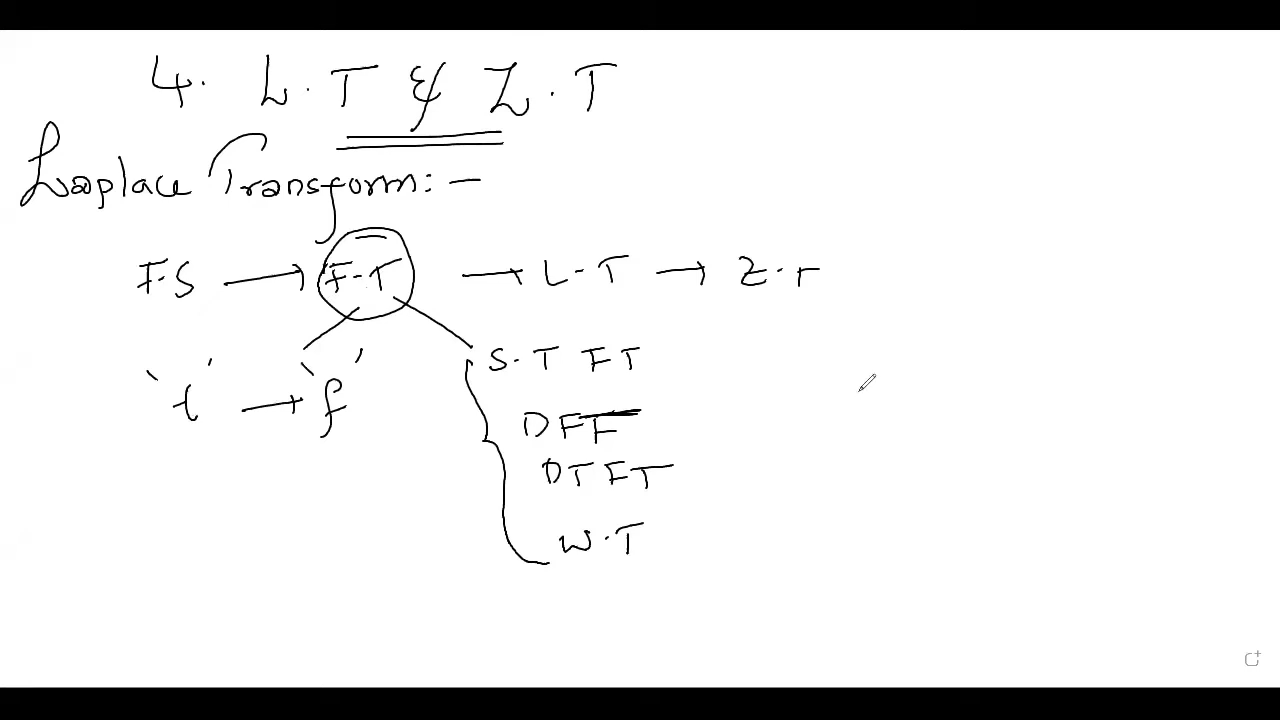 4. L.T & Z.T
Laplace Transform: -
F.S → F-T → L-T → Z.T
S.T FT
't' → 'f'
DFT
DTFT
W.T